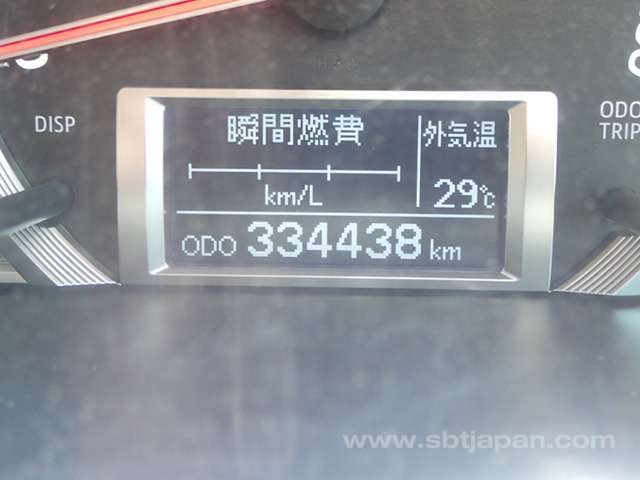 DISP
ODO
TRIP
瞬間燃費
外気温
km/L
29℃
ODO 334438 km
www.sbtjapan.com